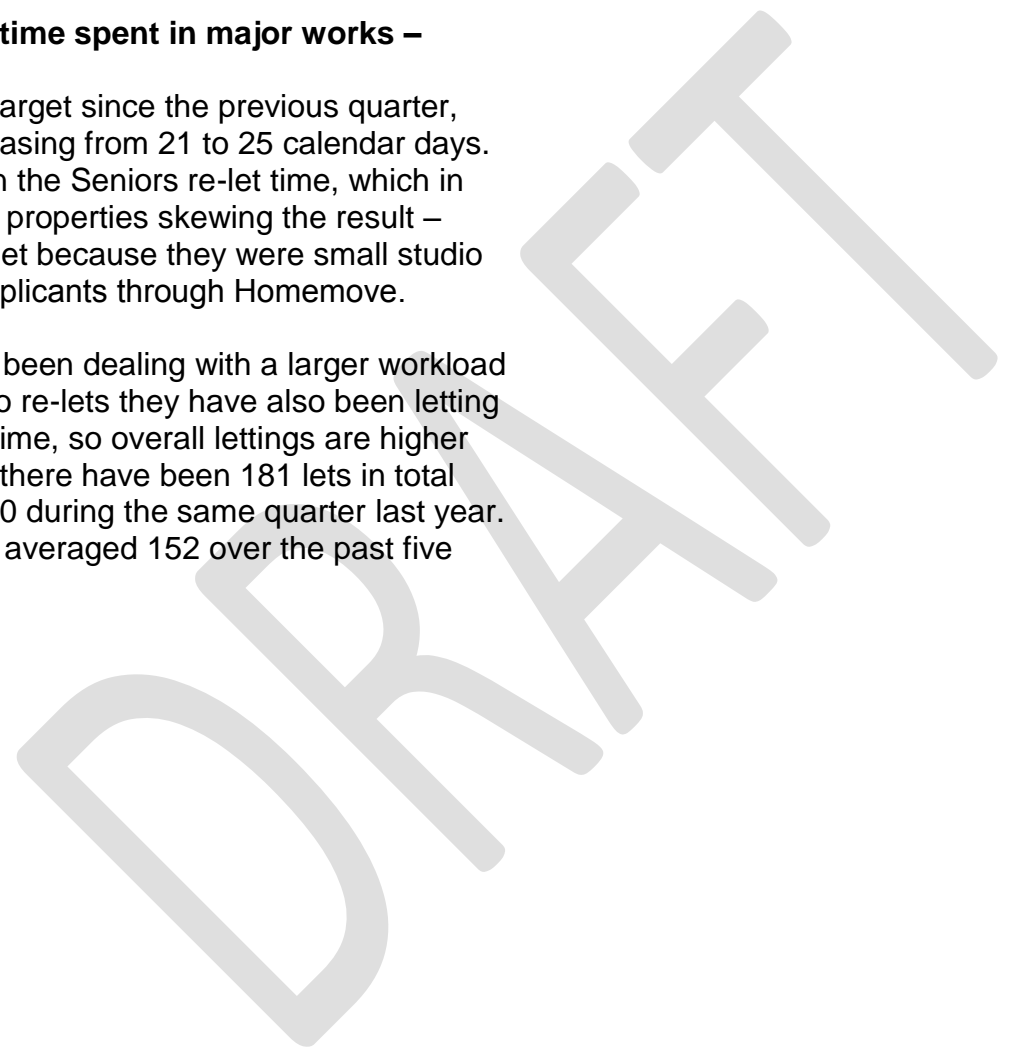 time spent in major works –
arget since the previous quarter,
asing from 21 to 25 calendar days.
n the Seniors re-let time, which in
properties skewing the result –
et because they were small studio
plicants through Homemove.
been dealing with a larger workload
o re-lets they have also been letting
ime, so overall lettings are higher
there have been 181 lets in total
0 during the same quarter last year.
averaged 152 over the past five
DRAFT